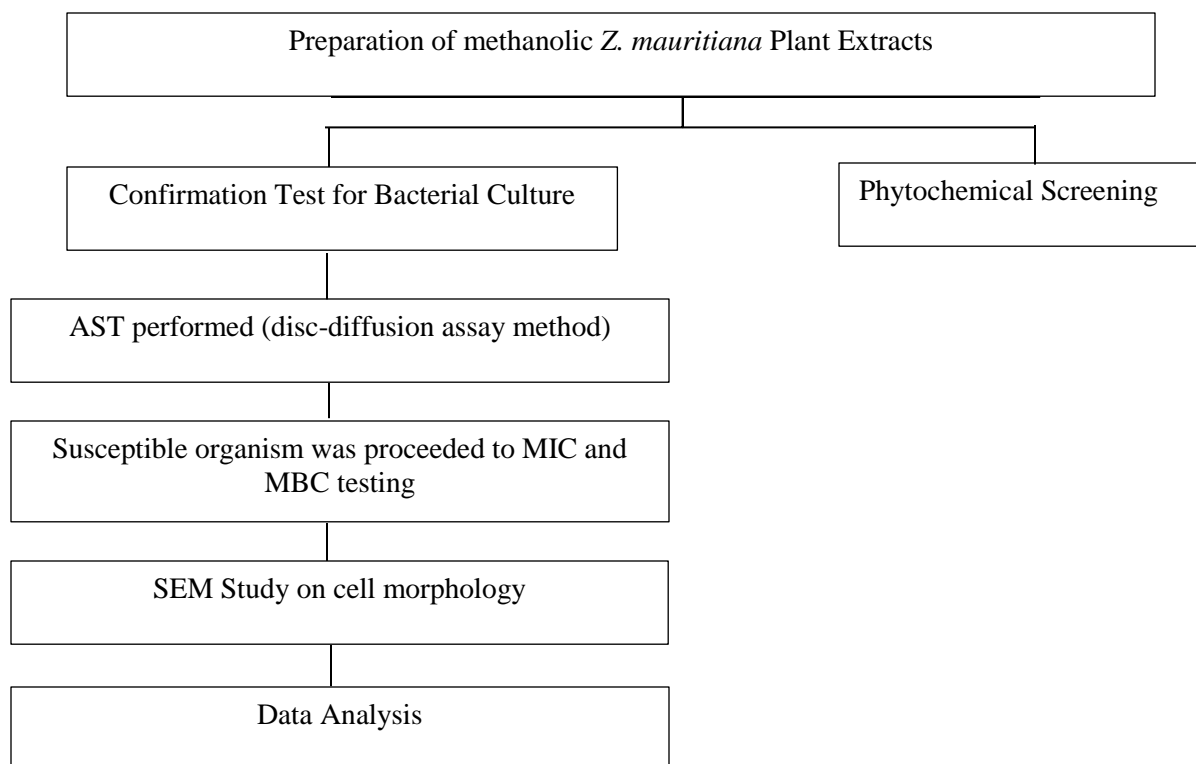 Preparation of methanolic Z. mauritiana Plant Extracts
Confirmation Test for Bacterial Culture
Phytochemical Screening
AST performed (disc-diffusion assay method)
Susceptible organism was proceeded to MIC and
MBC testing
SEM Study on cell morphology
Data Analysis